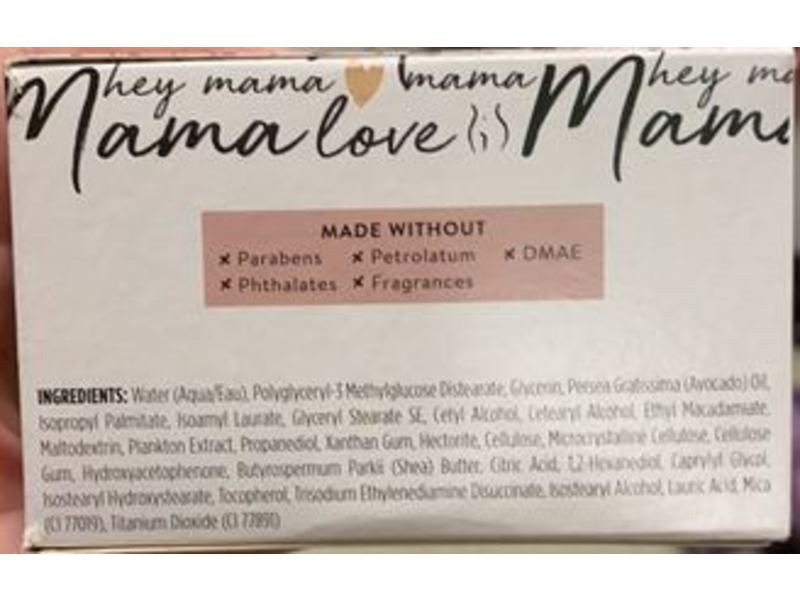 hey mama mama hey ma
Mama love Mama
MADE WITHOUT
× Parabens × Petrolatum × DMAE
× Phthalates × Fragrances
INGREDIENTS: Water (Aqua/Eau), Polyglyceryl-3 Methylglucose Distearate, Glycerin, Persea Gratissima (Avocado) Oil,
Isopropyl Palmitate, Isoamyl Laurate, Glyceryl Stearate SE, Cetyl Alcohol, Cetearyl Alcohol, Ethyl Macadamiate,
Maltodextrin, Plankton Extract, Propanediol, Xanthan Gum, Hectorite, Cellulose, Microcrystalline Cellulose, Cellulose
Gum, Hydroxyacetophenone, Butyrospermum Parkii (Shea) Butter, Citric Acid, 1,2-Hexanediol, Caprylyl Glycol,
Isostearyl Hydroxystearate, Tocopherol, Trisodium Ethylenediamine Disuccinate, Isostearyl Alcohol, Lauric Acid, Mica
(CI 77019), Titanium Dioxide (CI 77891)